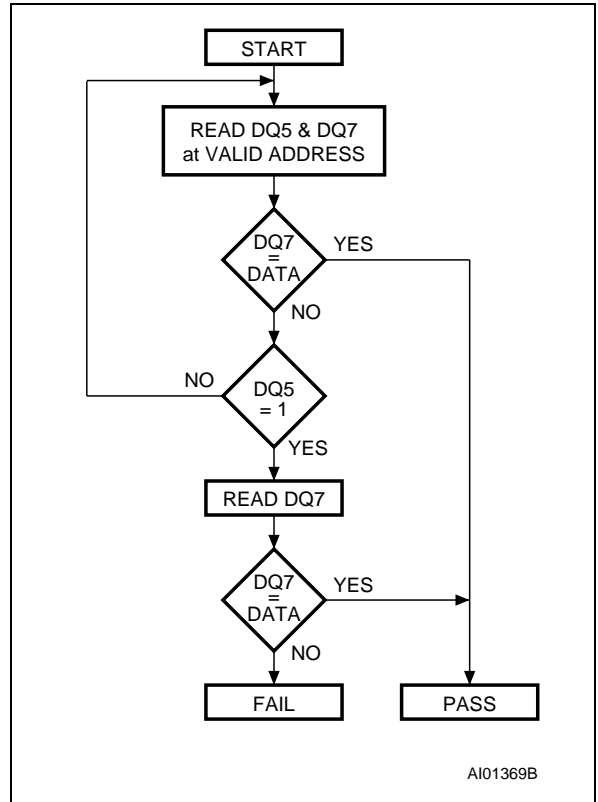 START
READ DQ5 & DQ7
at VALID ADDRESS
DQ7
=
DATA
YES
NO
DQ5
= 1
NO
YES
READ DQ7
DQ7
=
DATA
YES
NO
FAIL
PASS
AI01369B